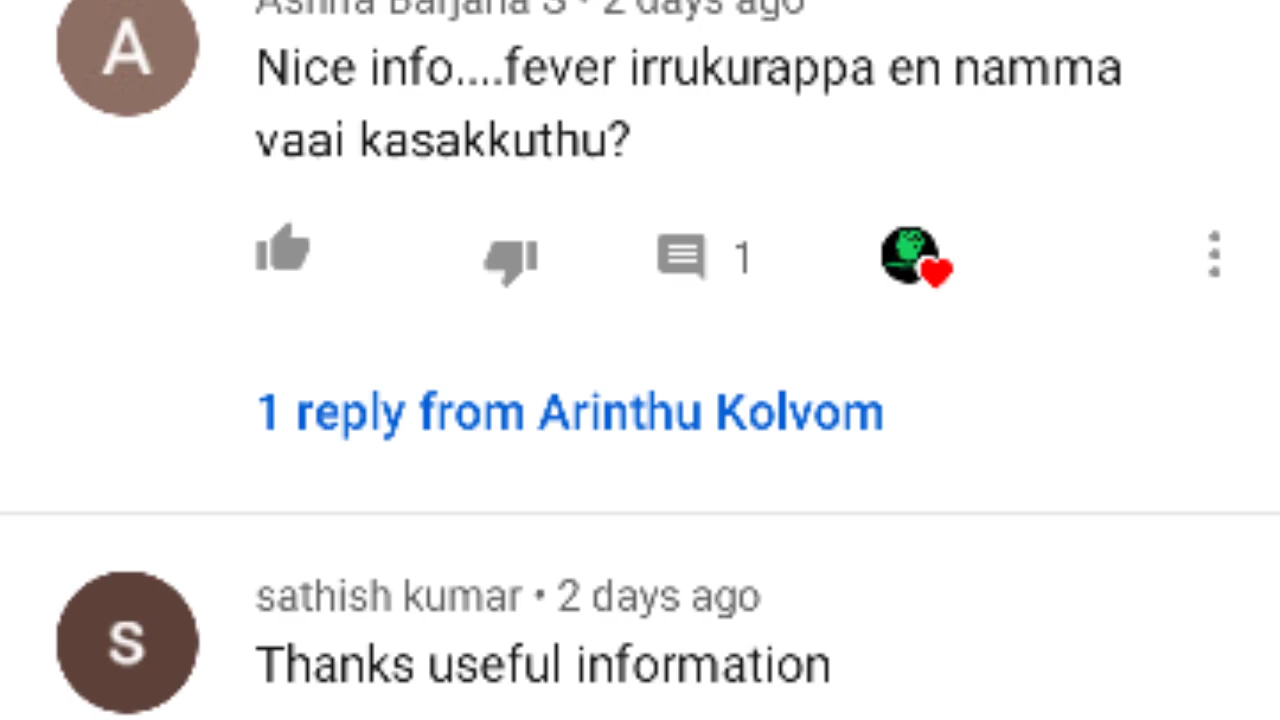 A
Nice info....fever irrukurappa en namma
vaai kasakkuthu?
1
1 reply from Arinthu Kolvom
S
sathish kumar • 2 days ago
Thanks useful information